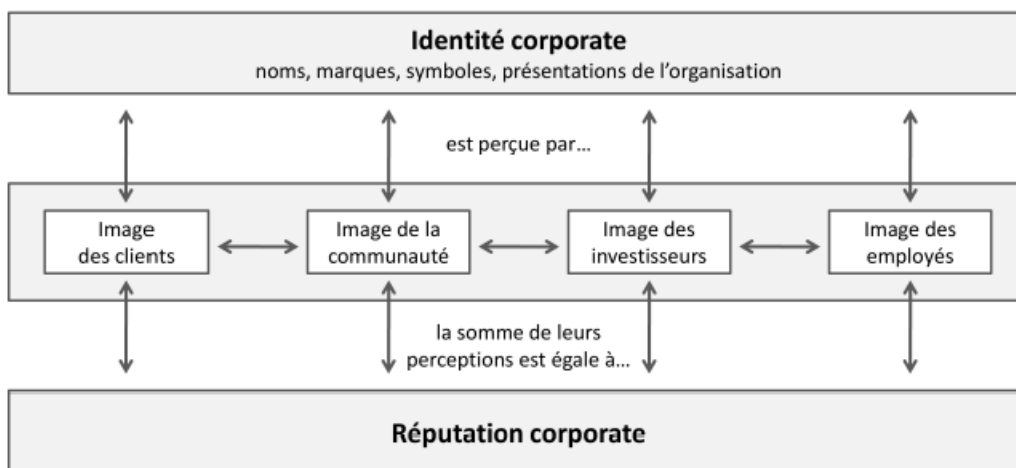 Identité corporate
noms, marques, symboles, présentations de l’organisation
est perçue par…
Image
des clients
Image de la
communauté
Image des
investisseurs
Image des
employés
la somme de leurs
perceptions est égale à…
Réputation corporate